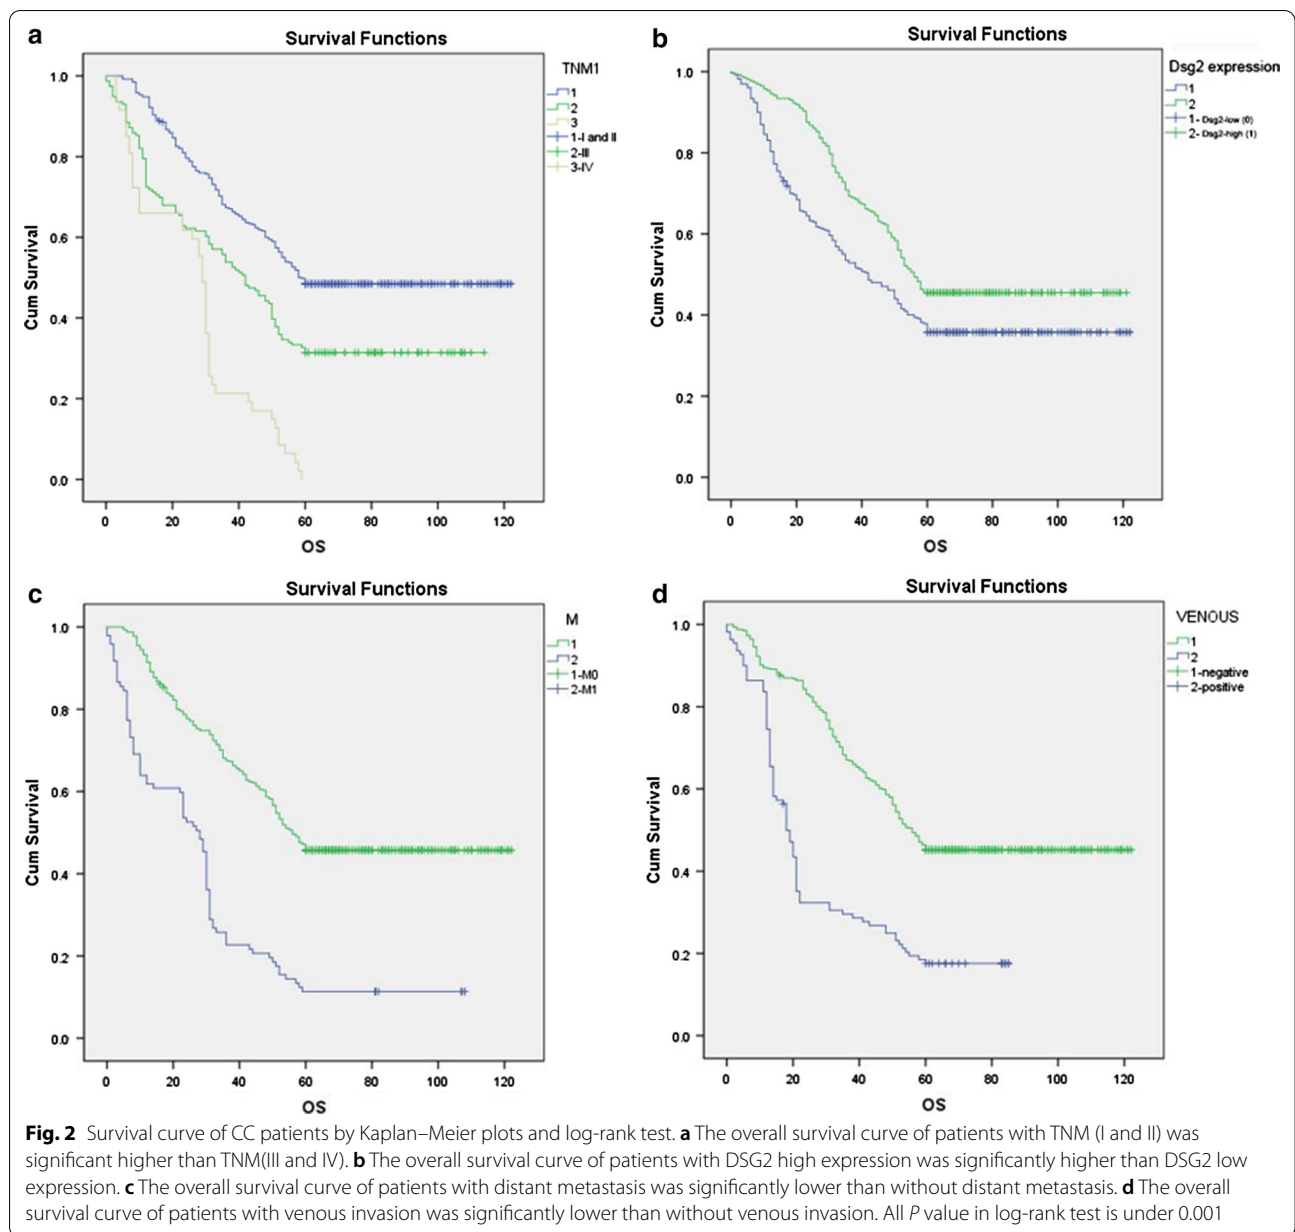 a
Survival Functions
TNM1
1
2
3
1-I and II
2-III
3-IV
1.0
0.8
0.6
0.4
0.2
0.0
Cum Survival
0 20 40 60 80 100 120
OS
b
Survival Functions
Dsg2 expression
1
2
1- Dsg2-low (0)
2- Dsg2-high (1)
1.0
0.8
0.6
0.4
0.2
0.0
Cum Survival
0 20 40 60 80 100 120
OS
c
Survival Functions
M
1
2
1-M0
2-M1
1.0
0.8
0.6
0.4
0.2
0.0
Cum Survival
0 20 40 60 80 100 120
OS
d
Survival Functions
VENOUS
1
2
1-negative
2-positive
1.0
0.8
0.6
0.4
0.2
0.0
Cum Survival
0 20 40 60 80 100 120
OS
Fig. 2 Survival curve of CC patients by Kaplan–Meier plots and log-rank test. a The overall survival curve of patients with TNM (I and II) was
significant higher than TNM(III and IV). b The overall survival curve of patients with DSG2 high expression was significantly higher than DSG2 low
expression. c The overall survival curve of patients with distant metastasis was significantly lower than without distant metastasis. d The overall
survival curve of patients with venous invasion was significantly lower than without venous invasion. All P value in log-rank test is under 0.001